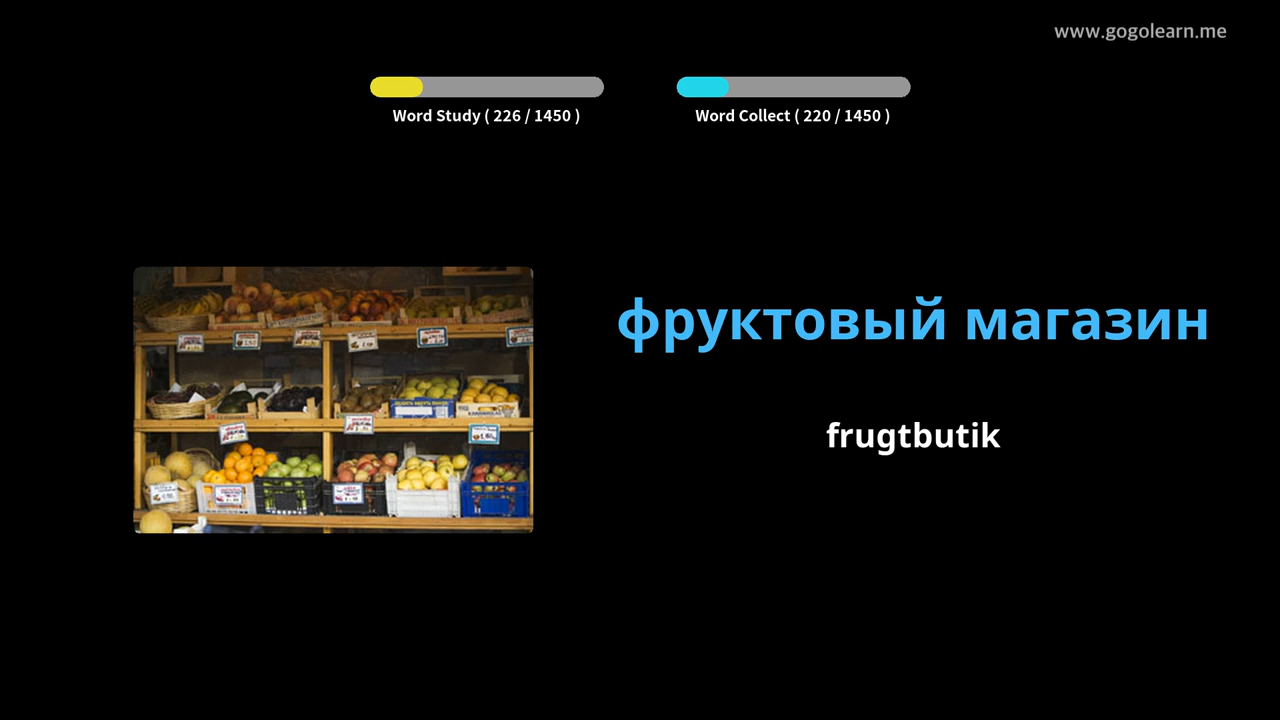 www.gogolearn.me
Word Study ( 226 / 1450 )
Word Collect ( 220 / 1450 )
фруктовый магазин
frugtbutik